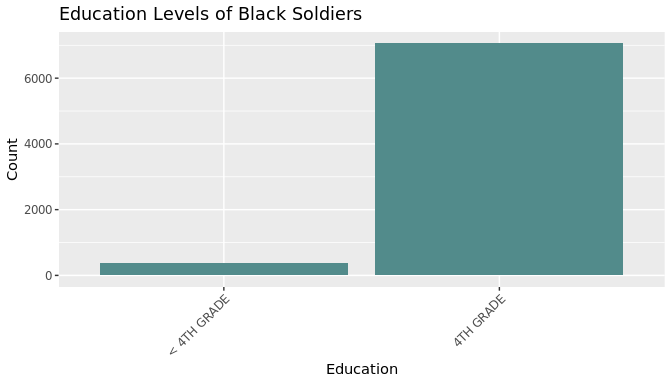 Education Levels of Black Soldiers
6000
4000
2000
0
Count
< 4TH GRADE
4TH GRADE
Education